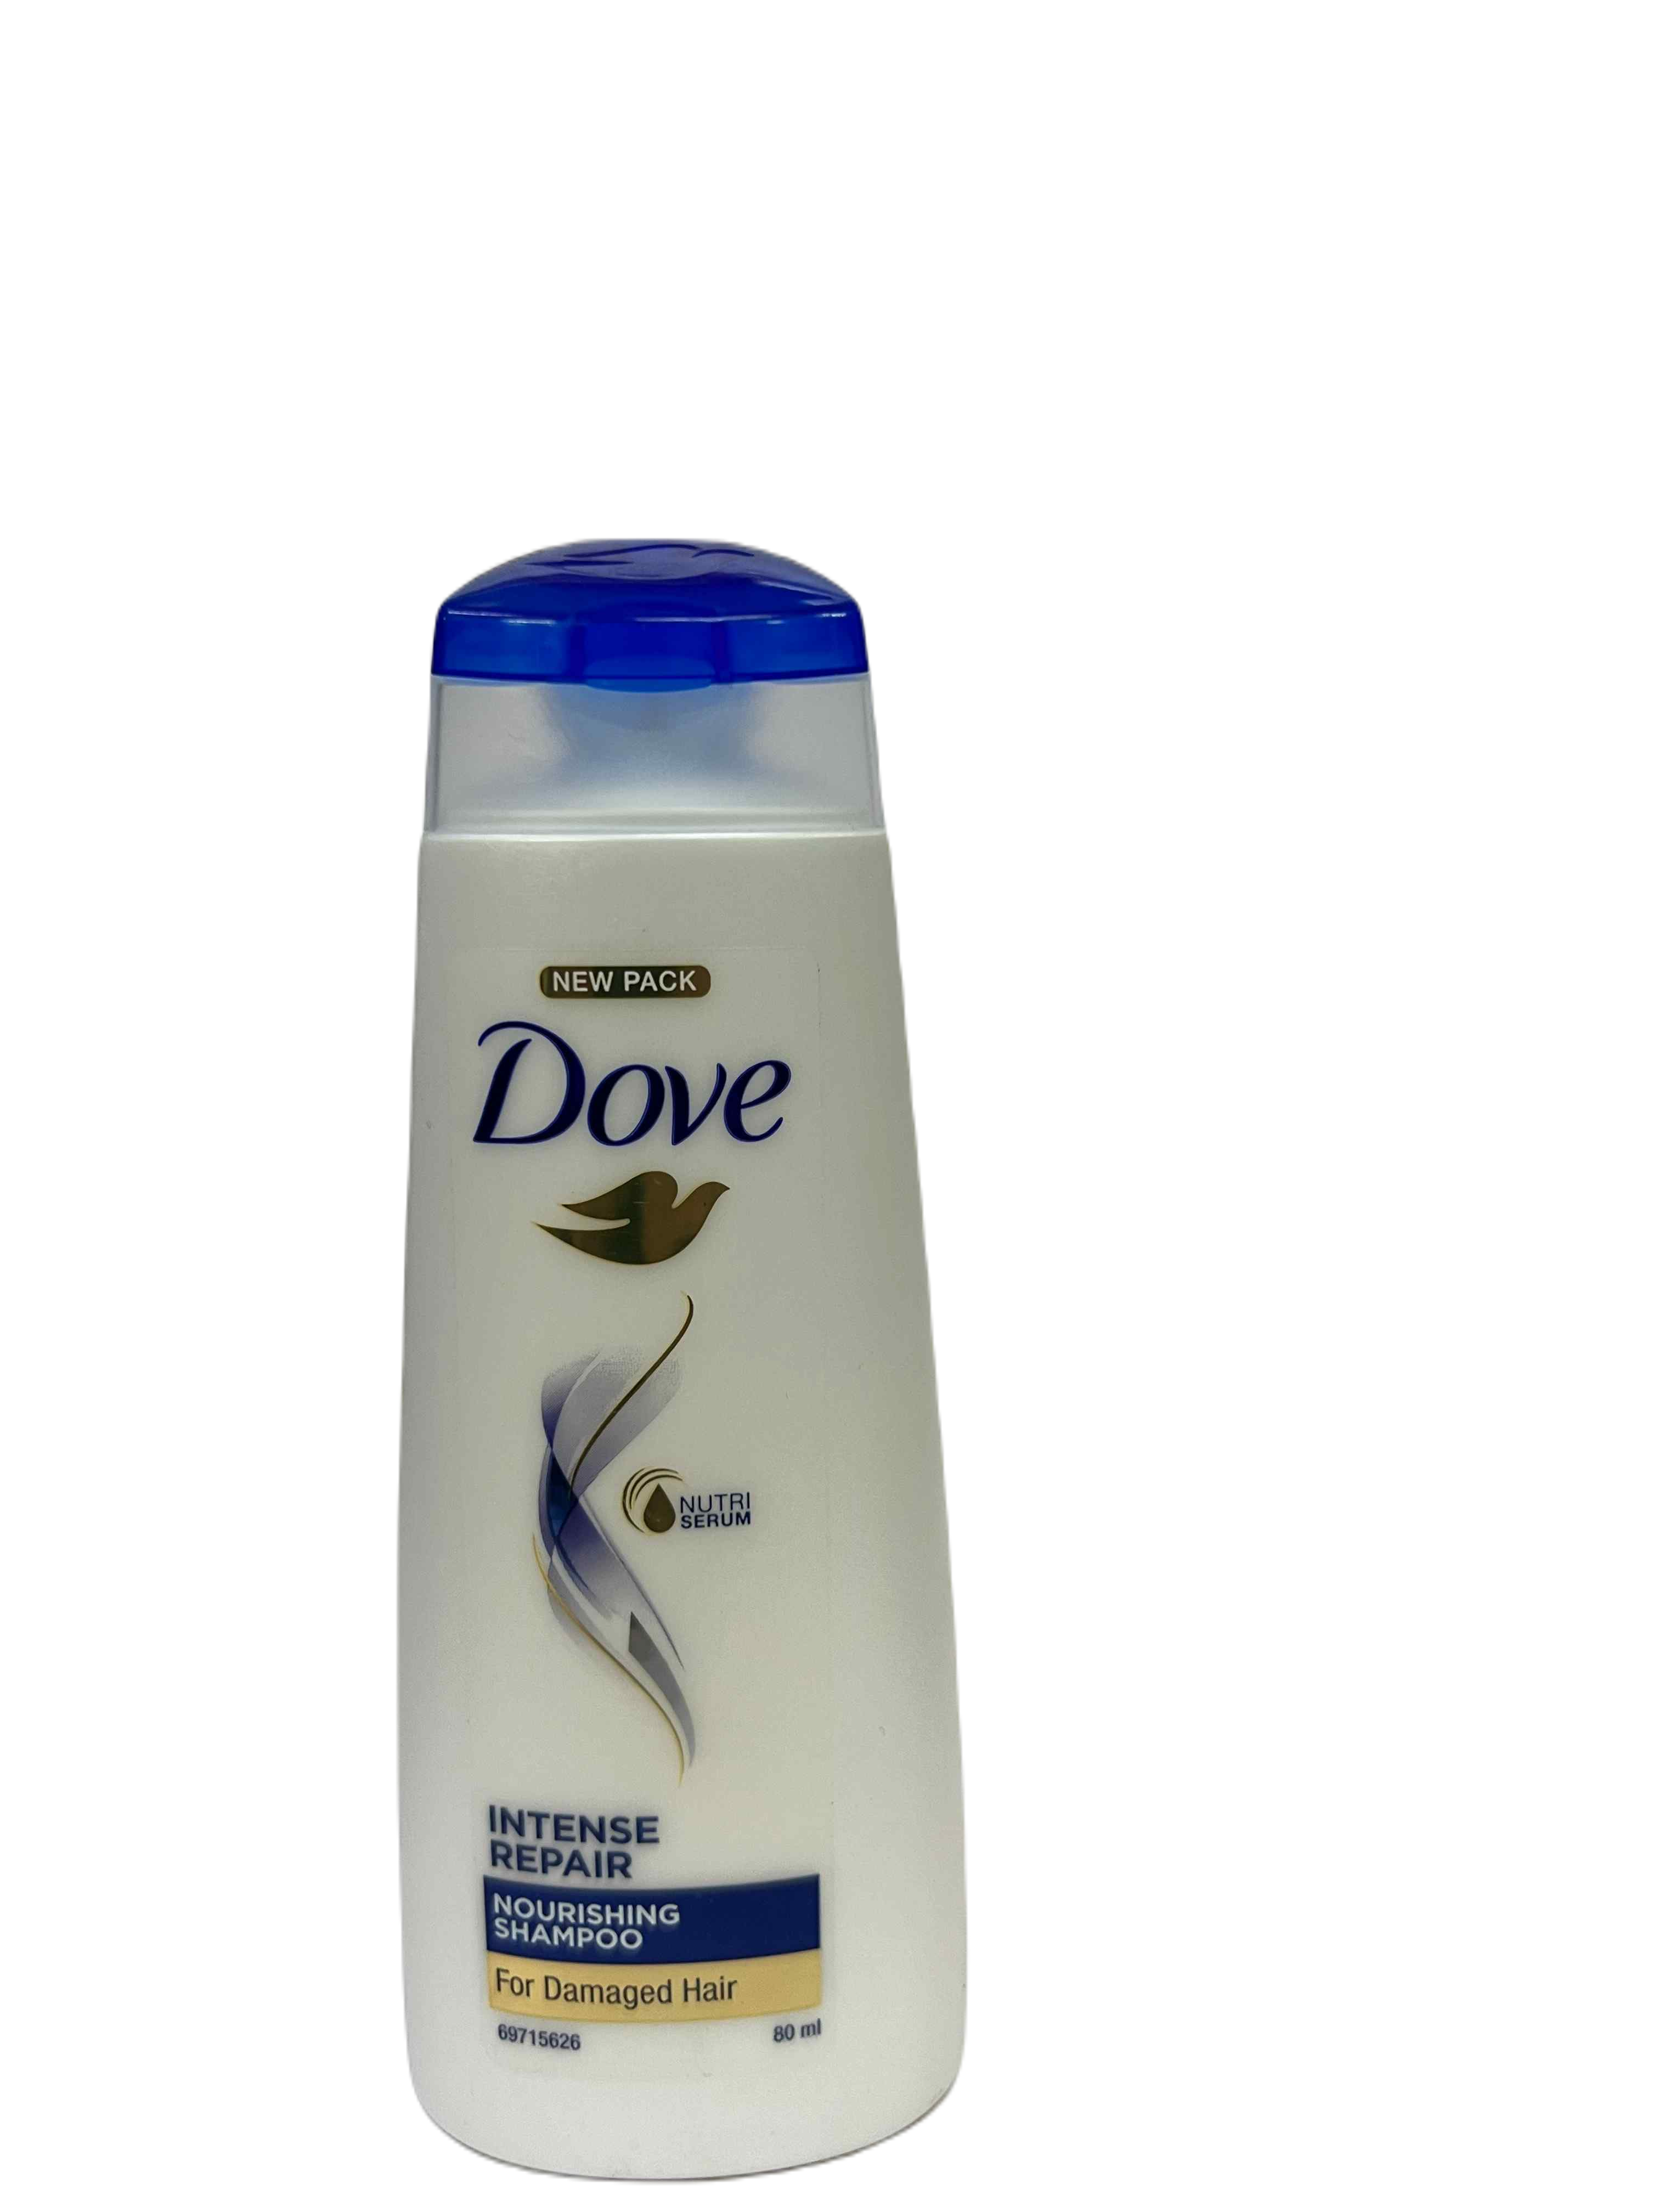 NEW PACK
Dove
NUTRI
SERUM
INTENSE
REPAIR
NOURISHING
SHAMPOO
For Damaged Hair
69715626 80 ml